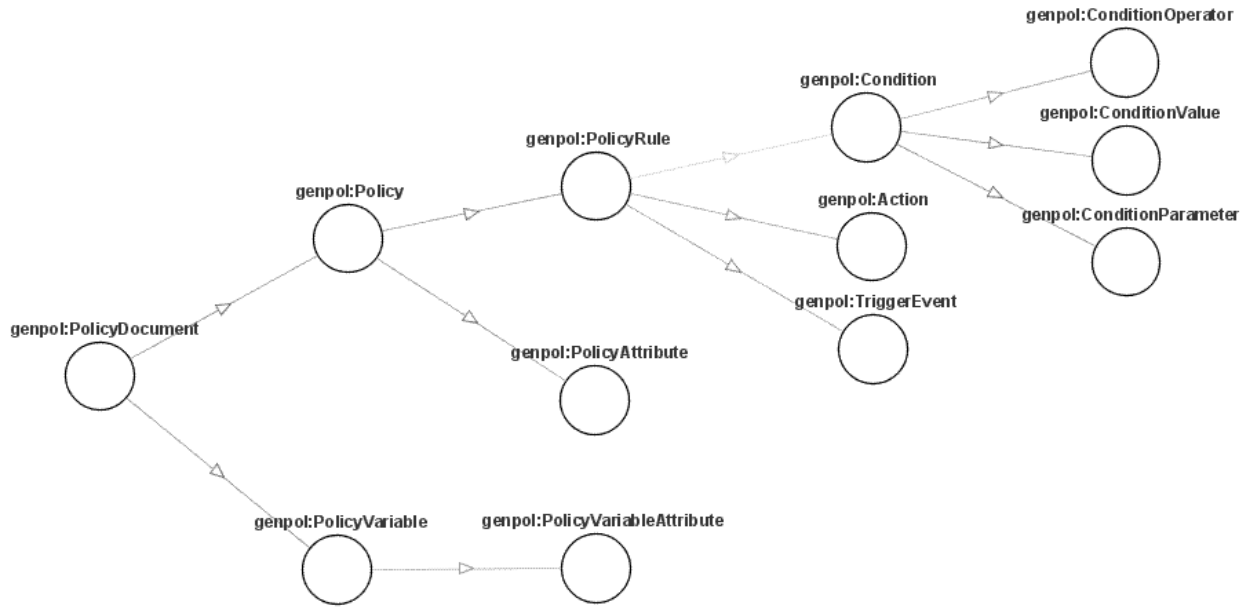 genpol:ConditionOperator
genpol:Condition
genpol:ConditionValue
genpol:PolicyRule
genpol:Policy
genpol:Action
genpol:ConditionParameter
genpol:TriggerEvent
genpol:PolicyDocument
genpol:PolicyAttribute
genpol:PolicyVariable
genpol:PolicyVariableAttribute